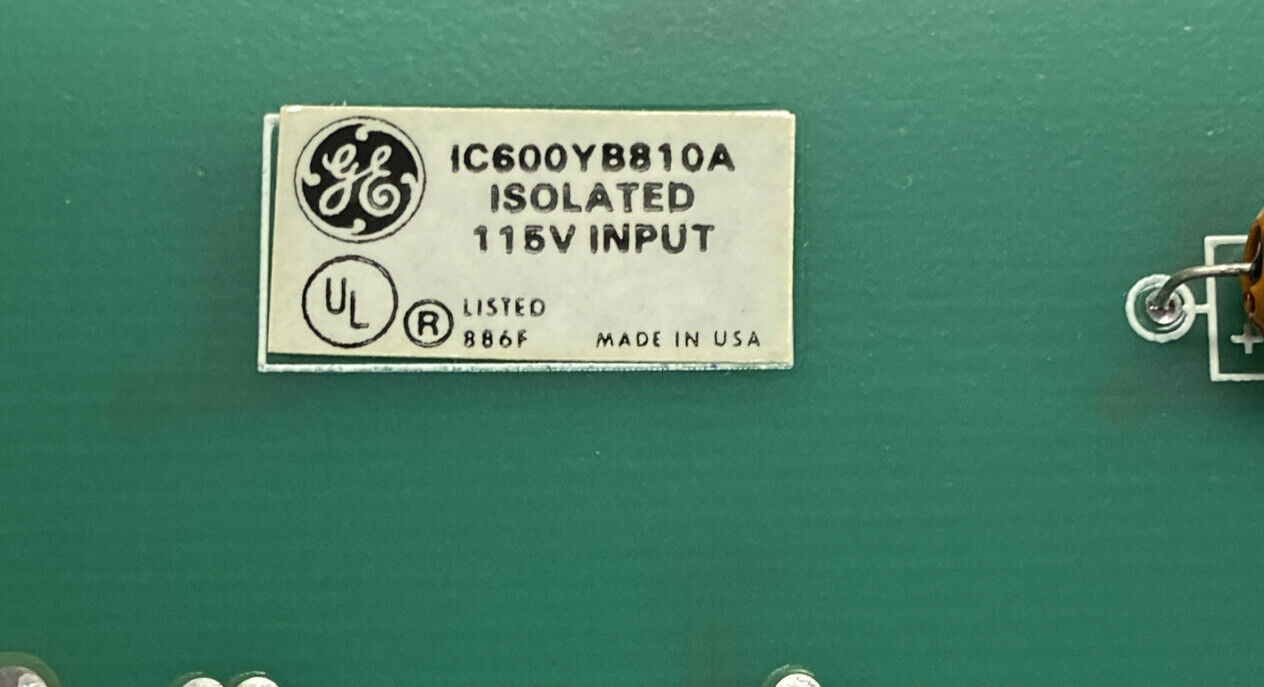 GE
IC600YB810A
ISOLATED
115V INPUT
UL ® LISTED
886F MADE IN USA
+